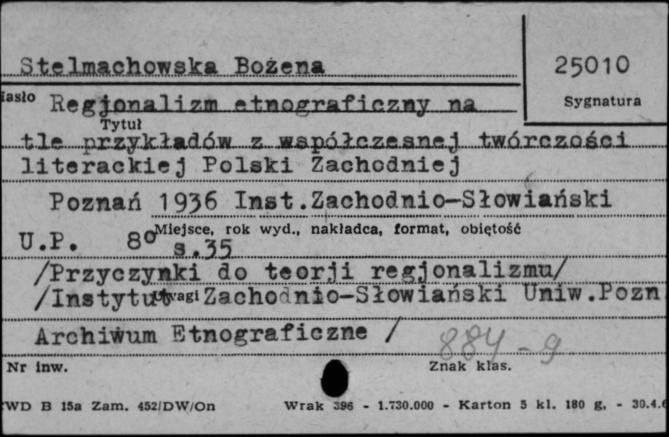 Stelmachowska Bożena
25010
iasło
Sygnatura
Regjonalizm etnograficzny na
Tytuł
tle przykładów z współczesnej twórczości
literackiej Polski Zachodniej
Poznań 1936 Inst.Zachodnio-Słowiański
Miejsce, rok wyd., nakładca, format, objętość
U.P. 8° s.35
/Przyczynki do teorji regjonalizmu/
/Instytut Zachodnio-Słowiański Uniw.Pozn
Uwagi
Archiwum Etnograficzne /
884-9
Nr inw.
Znak klas.
WD B 15a Zam. 452/DW/On
Wrak 396 - 1.730.000 - Karton 5 kl. 180 g. - 30.4.6